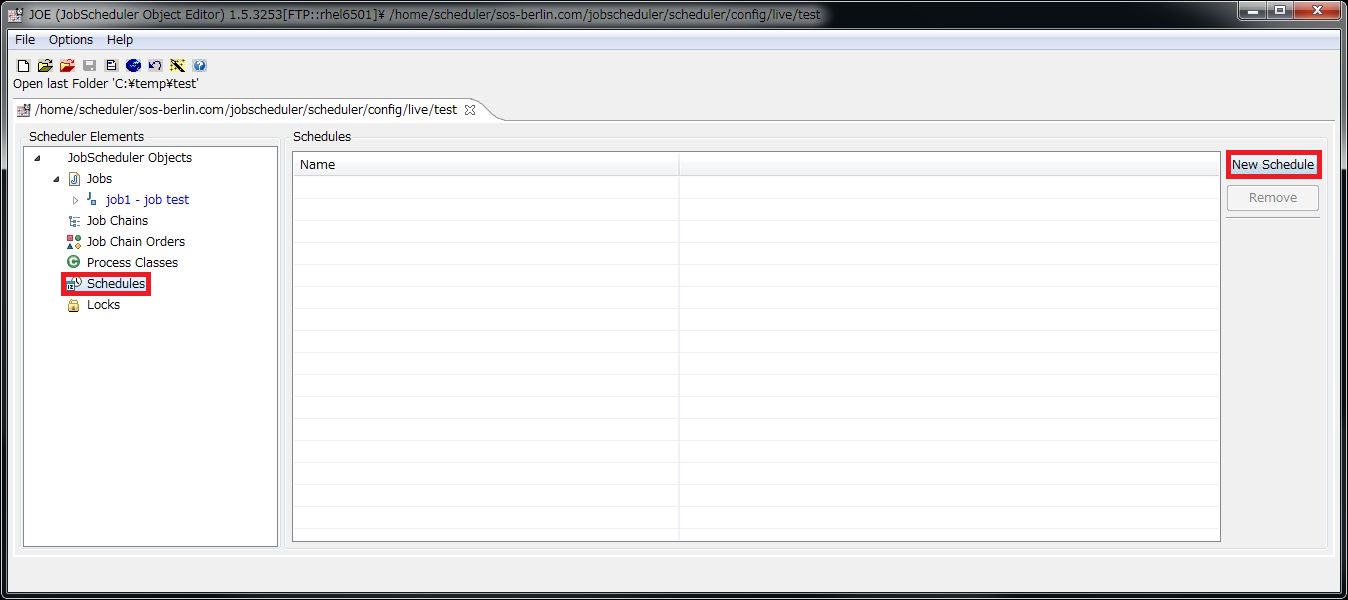 JOE (JobScheduler Object Editor) 1.5.3253[FTP::rhel6501]¥ /home/scheduler/sos-berlin.com/jobscheduler/scheduler/config/live/test
File Options Help
Open last Folder 'C:¥temp¥test'
/home/scheduler/sos-berlin.com/jobscheduler/scheduler/config/live/test
Scheduler Elements
JobScheduler Objects
Jobs
job1 - job test
Job Chains
Job Chain Orders
Process Classes
Schedules
Locks
Schedules
Name
New Schedule
Remove